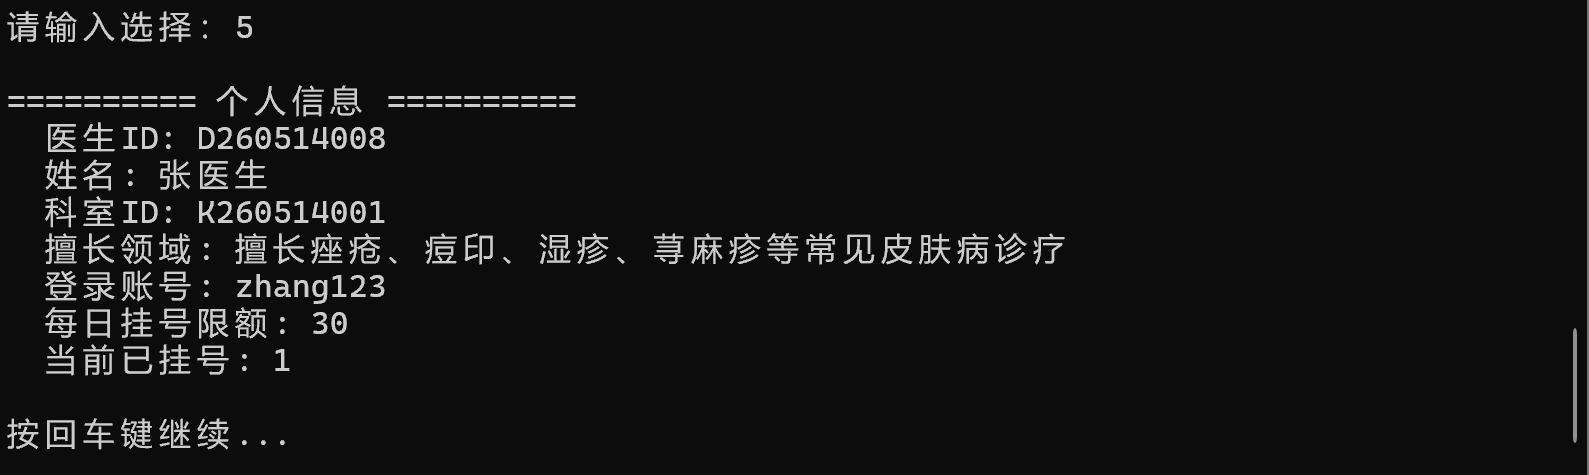 请输入选择: 5
========== 个人信息 ==========
医生ID: D260514008
姓名: 张医生
科室ID: K260514001
擅长领域: 擅长痤疮、痘印、湿疹、荨麻疹等常见皮肤病诊疗
登录账号: zhang123
每日挂号限额: 30
当前已挂号: 1
按回车键继续...